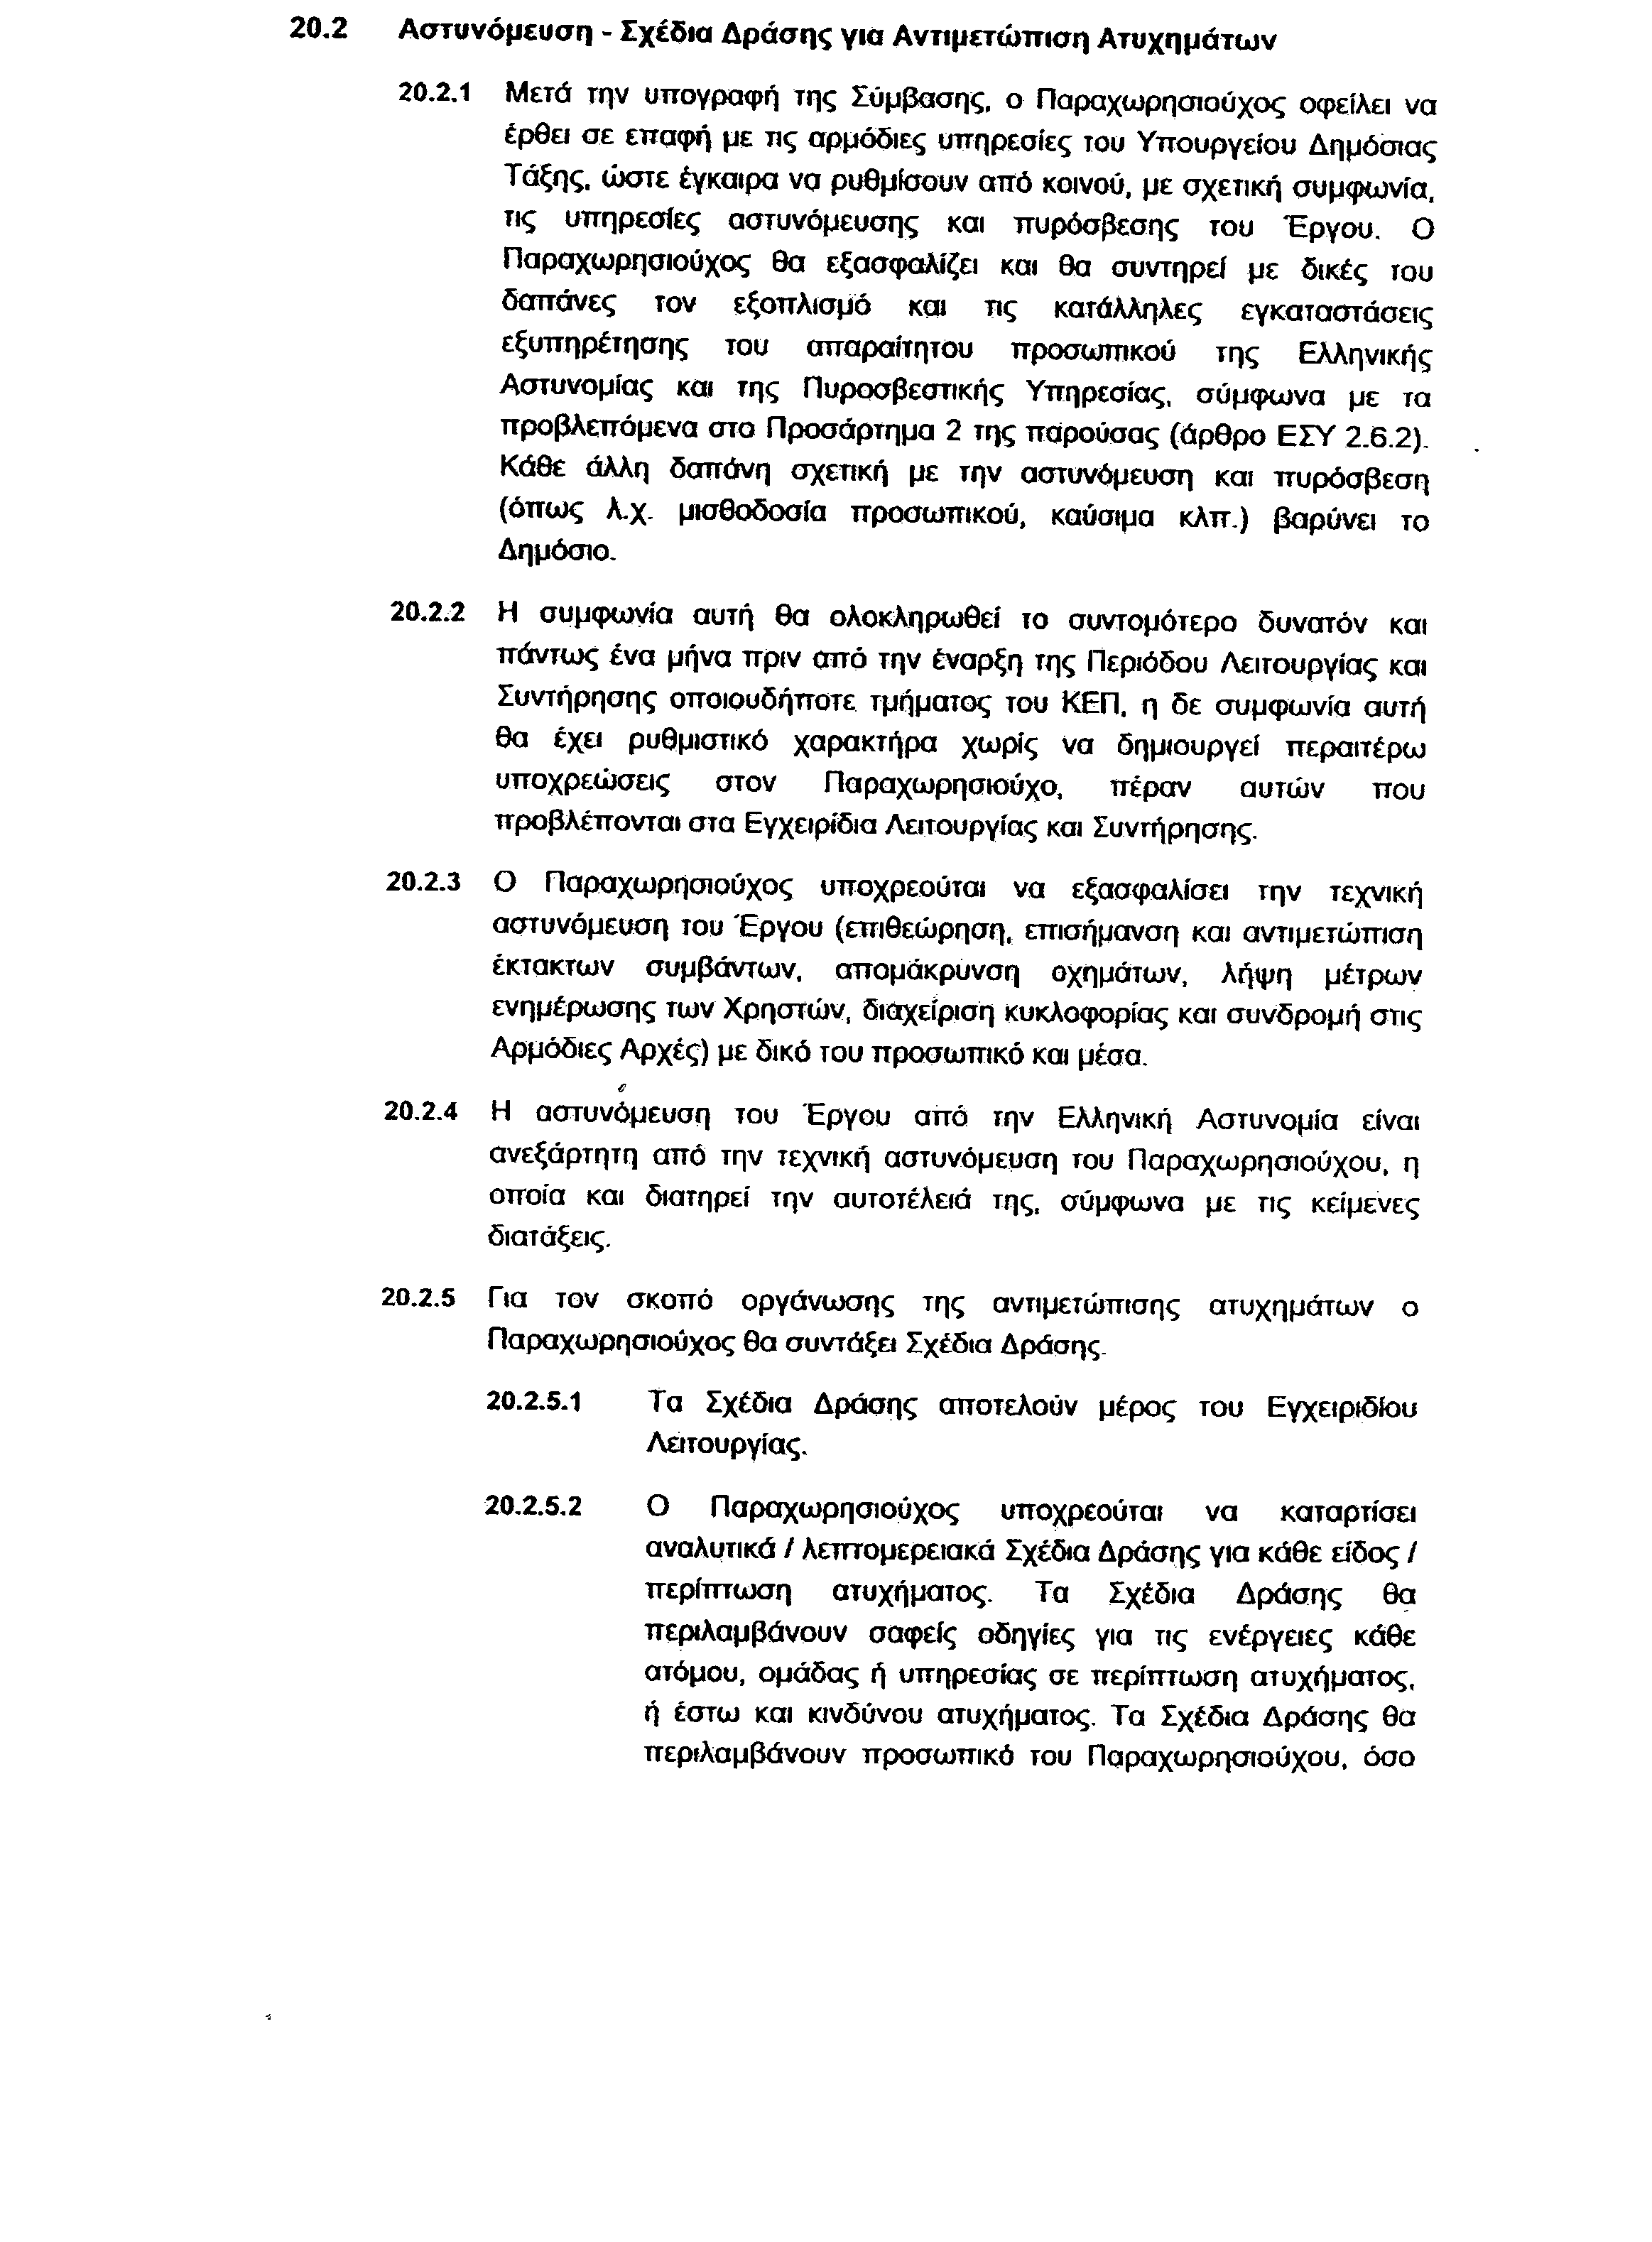 20.2 Αστυνόμευση - Σχέδια Δράσης για Αντιμετώπιση Ατυχημάτων
20.2.1 Μετά την υπογραφή της Σύμβασης, ο Παραχωρησιούχος οφείλει να
έρθει σε επαφή με τις αρμόδιες υπηρεσίες του Υπουργείου Δημόσιας
Τάξης, ώστε έγκαιρα να ρυθμίσουν από κοινού, με σχετική συμφωνία,
τις υπηρεσίες αστυνόμευσης και πυρόσβεσης του Έργου. Ο
Παραχωρησιούχος θα εξασφαλίζει και θα συντηρεί με δικές του
δαπάνες τον εξοπλισμό και τις κατάλληλες εγκαταστάσεις
εξυπηρέτησης του απαραίτητου προσωπικού της Ελληνικής
Αστυνομίας και της Πυροσβεστικής Υπηρεσίας, σύμφωνα με τα
προβλεπόμενα στο Προσάρτημα 2 της παρούσας (άρθρο ΕΣΥ 2.6.2).
Κάθε άλλη δαπάνη σχετική με την αστυνόμευση και πυρόσβεση
(όπως λ.χ. μισθοδοσία προσωπικού, καύσιμα κλπ.) βαρύνει το
Δημόσιο.
20.2.2 Η συμφωνία αυτή θα ολοκληρωθεί το συντομότερο δυνατόν και
πάντως ένα μήνα πριν από την έναρξη της Περιόδου Λειτουργίας και
Συντήρησης οποιουδήποτε τμήματος του ΚΕΠ, η δε συμφωνία αυτή
θα έχει ρυθμιστικό χαρακτήρα χωρίς να δημιουργεί περαιτέρω
υποχρεώσεις στον Παραχωρησιούχο, πέραν αυτών που
προβλέπονται στα Εγχειρίδια Λειτουργίας και Συντήρησης.
20.2.3 Ο Παραχωρησιούχος υποχρεούται να εξασφαλίσει την τεχνική
αστυνόμευση του Έργου (επιθεώρηση, επισήμανση και αντιμετώπιση
έκτακτων συμβάντων, απομάκρυνση οχημάτων, λήψη μέτρων
ενημέρωσης των Χρηστών, διαχείριση κυκλοφορίας και συνδρομή στις
Αρμόδιες Αρχές) με δικό του προσωπικό και μέσα.
20.2.4 Η αστυνόμευση του Έργου από την Ελληνική Αστυνομία είναι
ανεξάρτητη από την τεχνική αστυνόμευση του Παραχωρησιούχου, η
οποία και διατηρεί την αυτοτέλειά της, σύμφωνα με τις κείμενες
διατάξεις.
20.2.5 Για τον σκοπό οργάνωσης της αντιμετώπισης ατυχημάτων ο
Παραχωρησιούχος θα συντάξει Σχέδια Δράσης.
20.2.5.1 Τα Σχέδια Δράσης αποτελούν μέρος του Εγχειριδίου
Λειτουργίας.
20.2.5.2 Ο Παραχωρησιούχος υποχρεούται να καταρτίσει
αναλυτικά / λεπτομερειακά Σχέδια Δράσης για κάθε είδος /
περίπτωση ατυχήματος. Τα Σχέδια Δράσης θα
περιλαμβάνουν σαφείς οδηγίες για τις ενέργειες κάθε
ατόμου, ομάδας ή υπηρεσίας σε περίπτωση ατυχήματος,
ή έστω και κινδύνου ατυχήματος. Τα Σχέδια Δράσης θα
περιλαμβάνουν προσωπικό του Παραχωρησιούχου, όσο